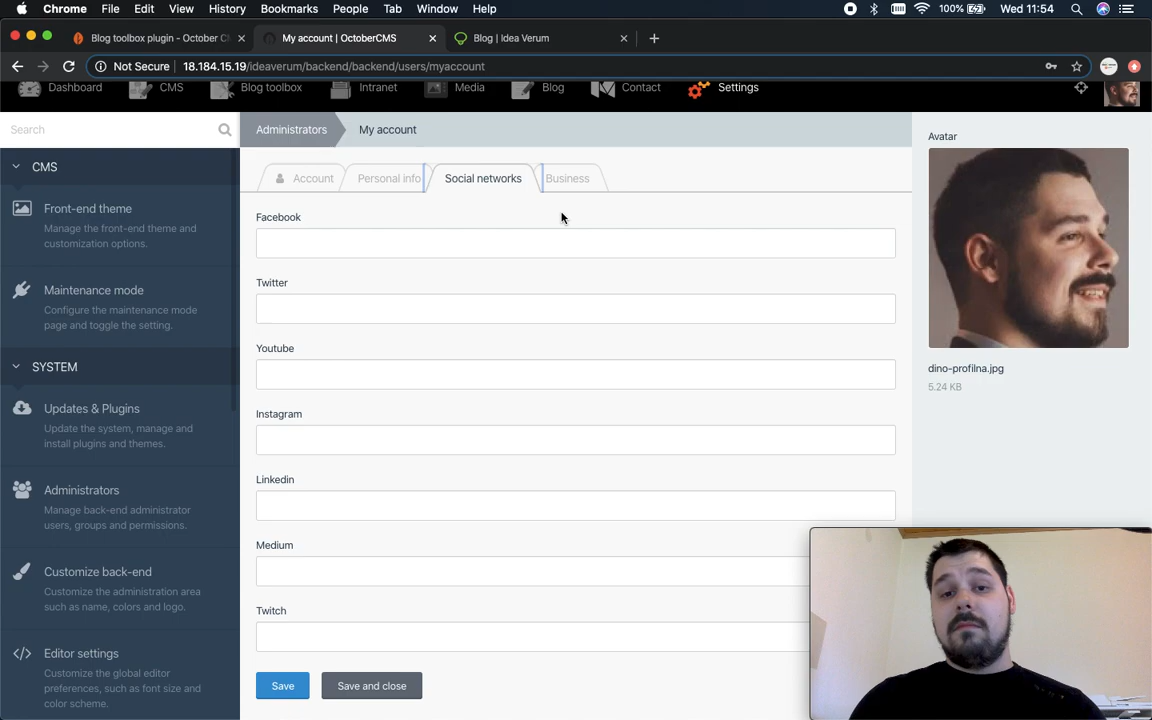 Chrome File Edit View History Bookmarks People Tab Window Help 100% Wed 11:54
Blog toolbox plugin - October C
My account | OctoberCMS
Blog | Idea Verum
Not Secure 18.184.15.19/ideaverum/backend/backend/users/myaccount
Dashboard CMS Blog toolbox Intranet Media Blog Contact Settings
Search
Administrators My account
Avatar
CMS
Account Personal info Social networks Business
Front-end theme
Manage the front-end theme and
customization options.
Maintenance mode
Configure the maintenance mode
page and toggle the setting.
SYSTEM
Updates & Plugins
Update the system, manage and
install plugins and themes.
Administrators
Manage back-end administrator
users, groups and permissions.
Customize back-end
Customize the administration area
such as name, colors and logo.
Editor settings
Customize the global editor
preferences, such as font size and
color scheme.
Facebook
Twitter
Youtube
Instagram
Linkedin
Medium
Twitch
Save Save and close
dino-profilna.jpg
5.24 KB